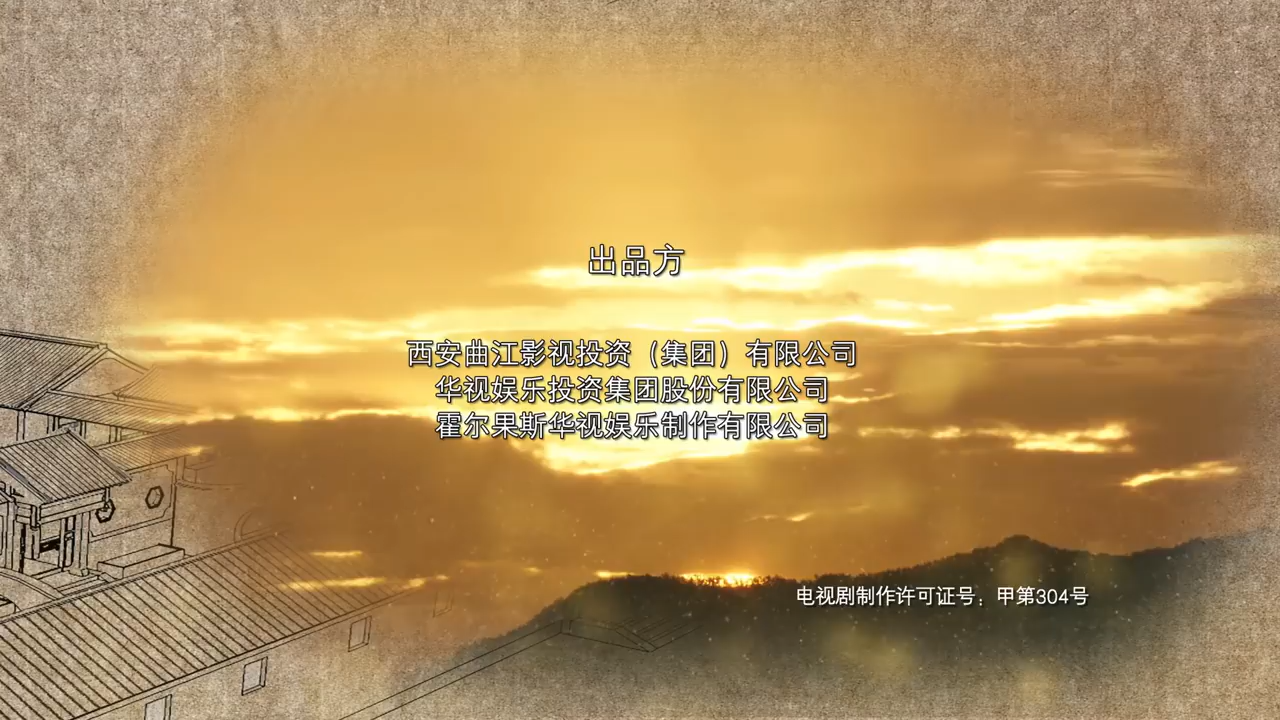 出品方
西安曲江影视投资（集团）有限公司
华视娱乐投资集团股份有限公司
霍尔果斯华视娱乐制作有限公司
电视剧制作许可证号：甲第304号